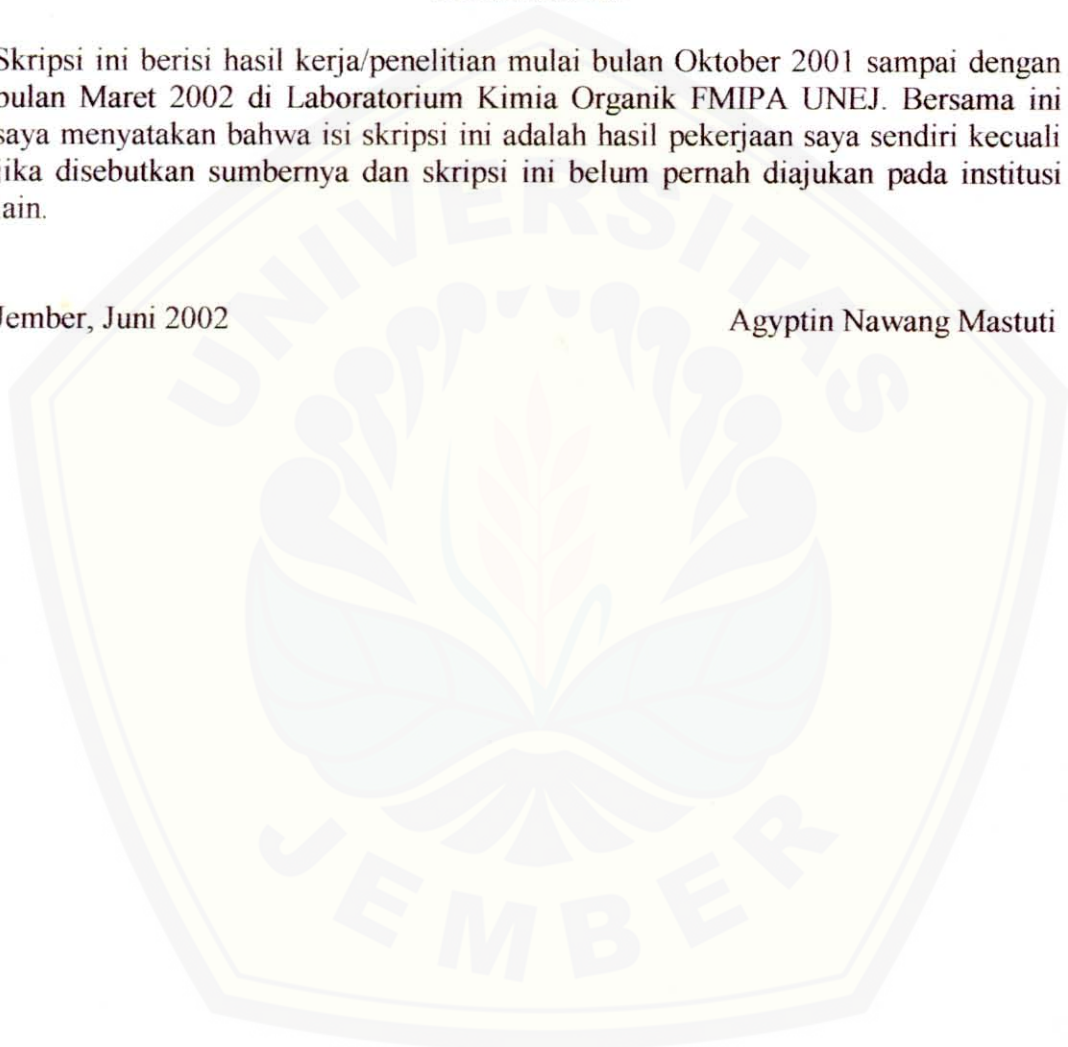 Skripsi ini berisi hasil kerja/penelitian mulai bulan Oktober 2001 sampai dengan
bulan Maret 2002 di Laboratorium Kimia Organik FMIPA UNEJ. Bersama ini
saya menyatakan bahwa isi skripsi ini adalah hasil pekerjaan saya sendiri kecuali
jika disebutkan sumbernya dan skripsi ini belum pernah diajukan pada institusi
lain.
Jember, Juni 2002 Agyptin Nawang Mastuti
UNIVERSITAS
JEMBER